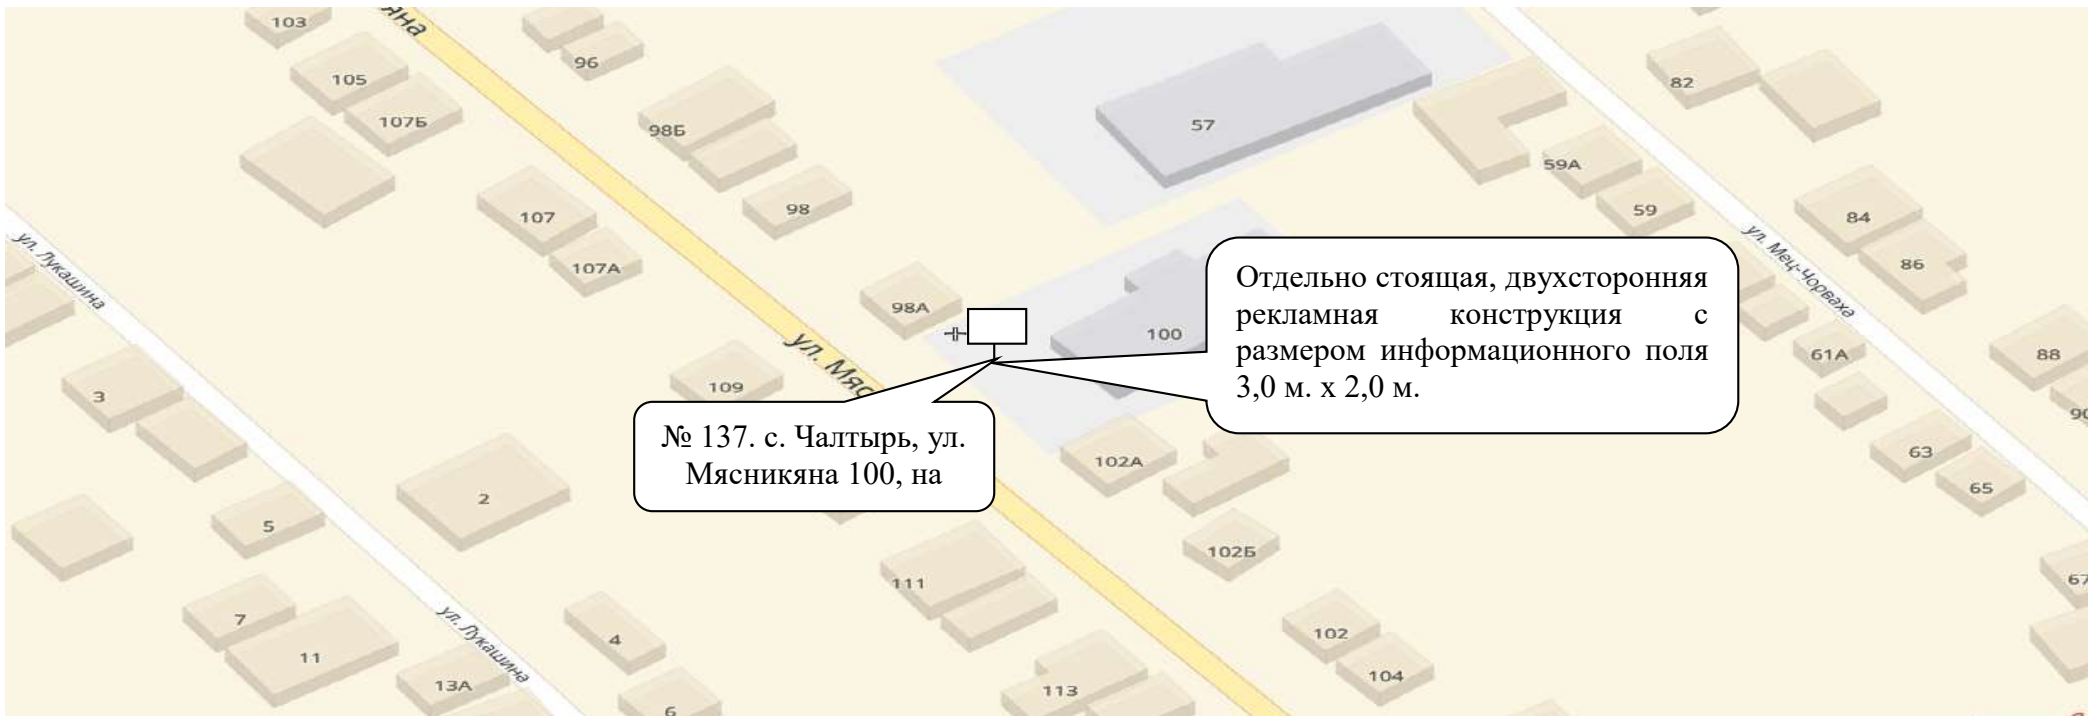 103
яна
96
105
107Б
98Б
57
82
59А
59
107
98
84
86
ул. Мец-Чорваха
ул. Лукашина
107А
98А
100
Отдельно стоящая, двухсторонняя
рекламная конструкция с
размером информационного поля
3,0 м. х 2,0 м.
ул. Мяс
61А
88
109
3
90
№ 137. с. Чалтырь, ул.
Мясникяна 100, на
102А
63
65
2
5
102Б
111
67
7
4
102
11
ул. Лукашина
13А
104
113
6